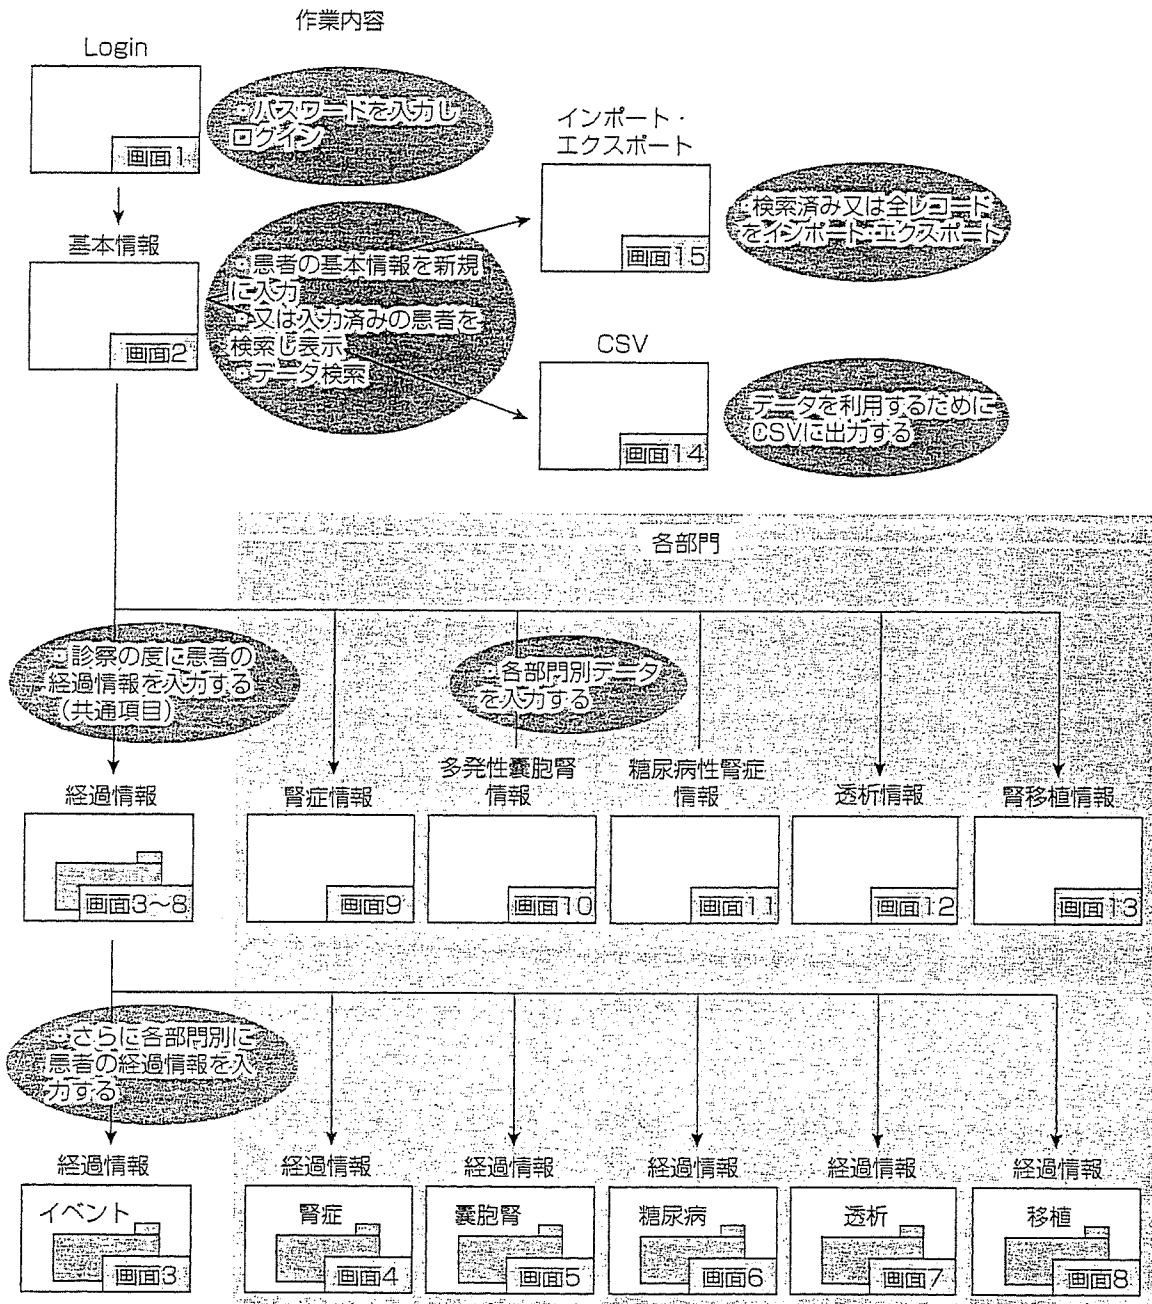 作業内容
Login
画面1
・パスワードを入力し
ログイン
基本情報
画面2
・患者の基本情報を新規
に入力
・又は入力済みの患者を
検索し表示
・データ検索
インポート・
エクスポート
画面15
・検索済み又は全レコード
をインポート・エクスポート
CSV
画面14
データを利用するために
CSVに出力する
各部門
・診察の度に患者の
経過情報を入力する
(共通項目)
・各部門別データ
を入力する
経過情報
画面3〜8
腎症情報
画面9
多発性嚢胞腎
情報
画面10
糖尿病性腎症
情報
画面11
透析情報
画面12
腎移植情報
画面13
・さらに各部門別に
患者の経過情報を入
力する
経過情報
イベント
画面3
経過情報
腎症
画面4
経過情報
嚢胞腎
画面5
経過情報
糖尿病
画面6
経過情報
透析
画面7
経過情報
移植
画面8